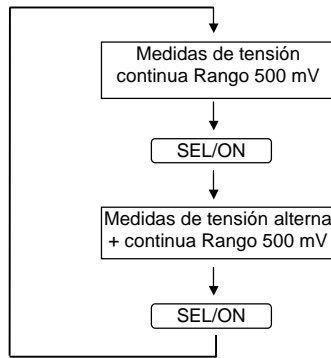 Medidas de tensión
continua Rango 500 mV
SEL/ON
Medidas de tensión alterna
+ continua Rango 500 mV
SEL/ON